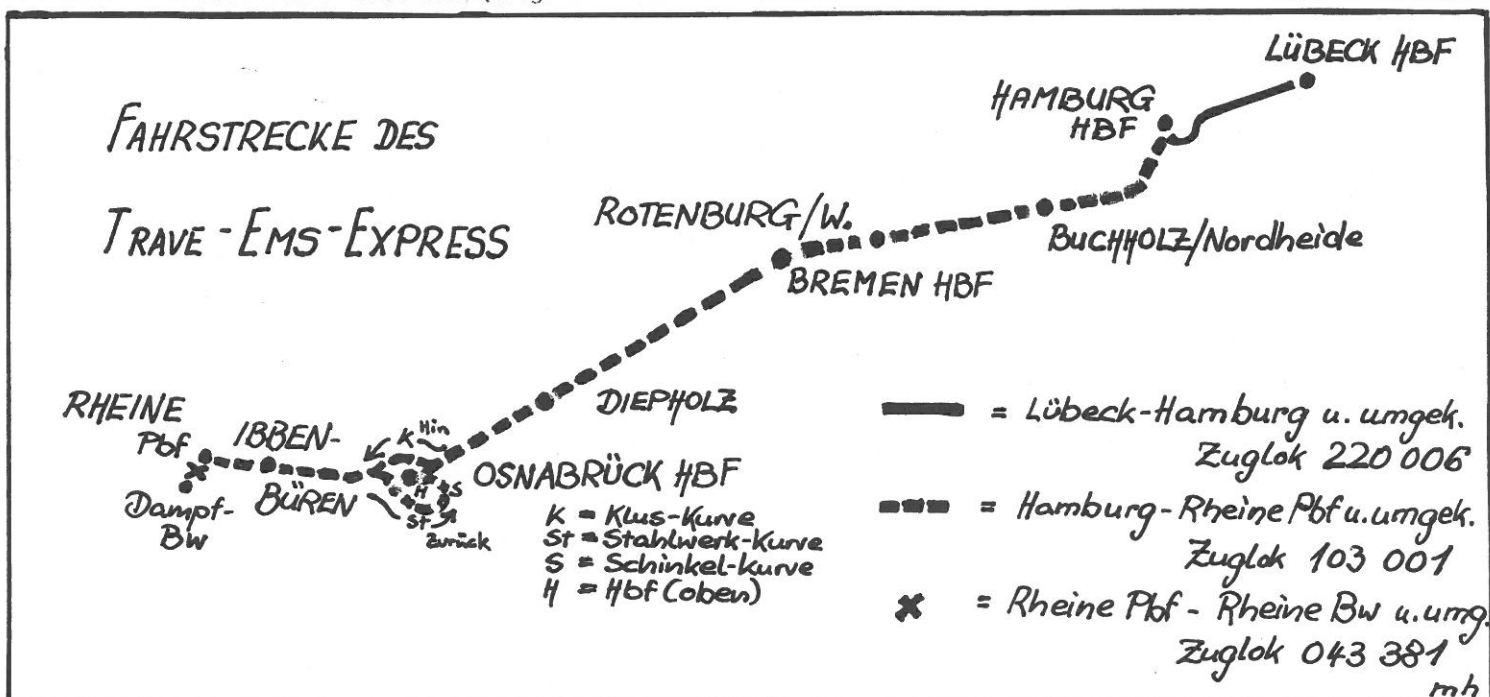 FAHRSTRECKE DES
TRAVE-EMS-EXPRESS
LÜBECK HBF
HAMBURG
HBF
ROTENBURG/W.
BUCHHOLZ/Nordheide
BREMEN HBF
DIEPHOLZ
RHEINE
Pbf
IBBEN-
BÜREN
Dampf-
Bw
K Hin
H
S
St
Zurück
OSNABRÜCK HBF
K = Klus-Kurve
St = Stahlwerk-Kurve
S = Schinkel-Kurve
H = Hbf (oben)
= Lübeck-Hamburg u. umgek.
Zuglok 220 006
= Hamburg-Rheine Pbf u. umgek.
Zuglok 103 001
x = Rheine Pbf - Rheine Bw u. umg.
Zuglok 043 381
mh